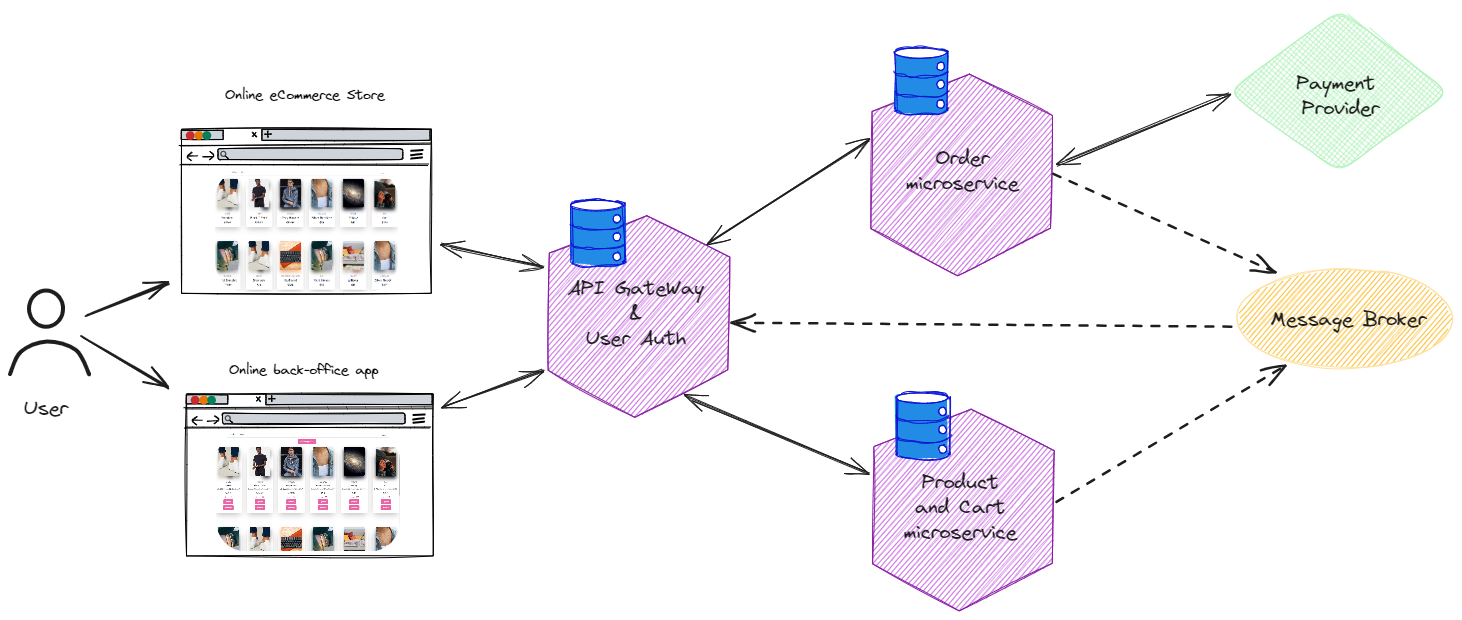 Online eCommerce Store
Online back-office app
User
API GateWay
&
User Auth
Order
microservice
Product
and Cart
microservice
Payment
Provider
Message Broker